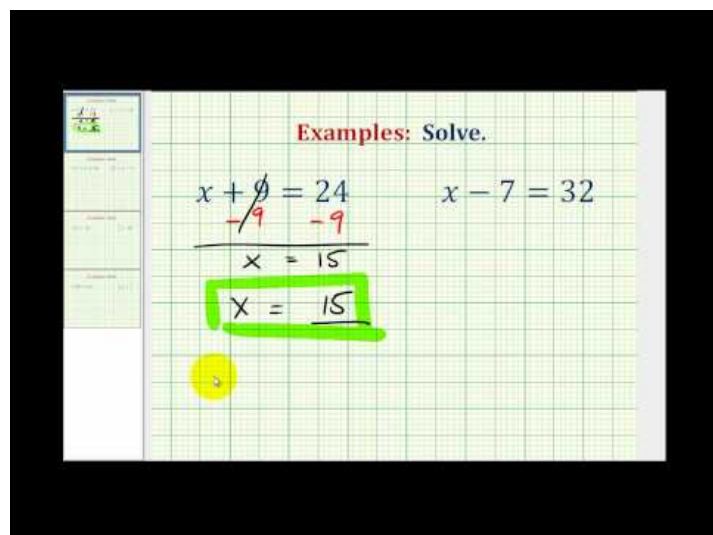 Examples: Solve.
x + 9 = 24
x − 7 = 32
− 9 − 9
x = 15
x = 15